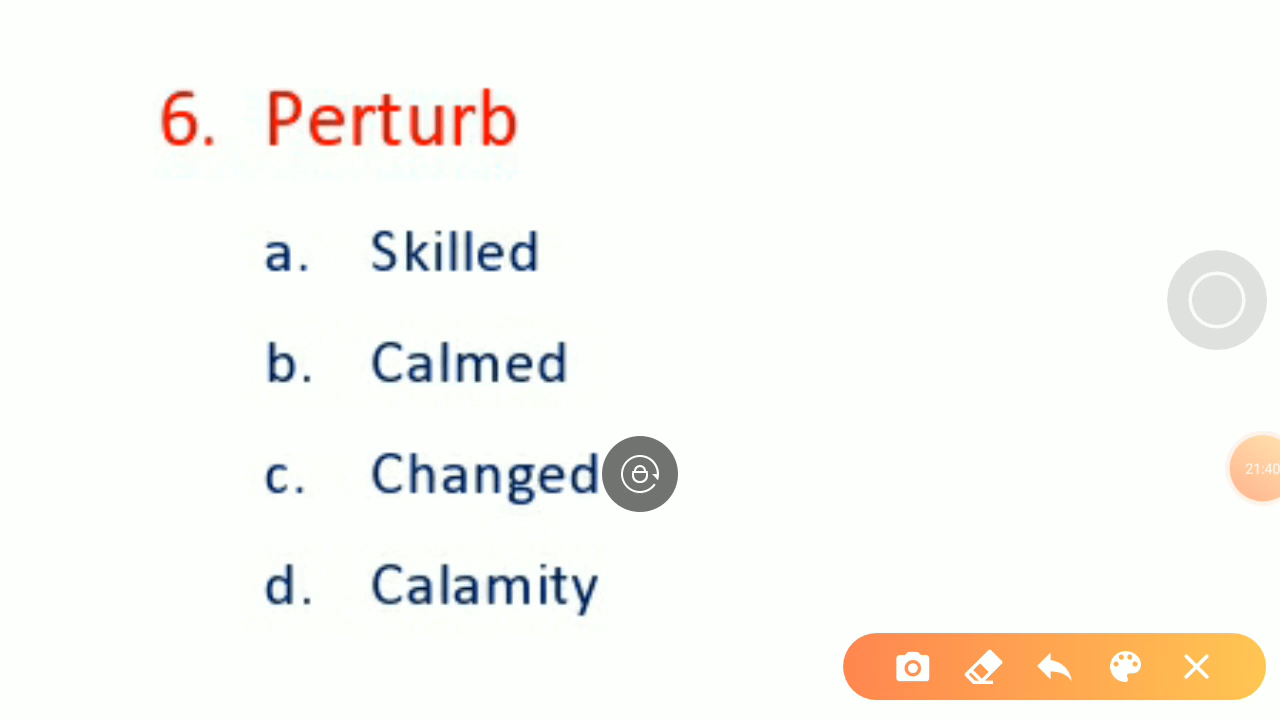 6. Perturb
a. Skilled
b. Calmed
c. Changed
21:40
d. Calamity